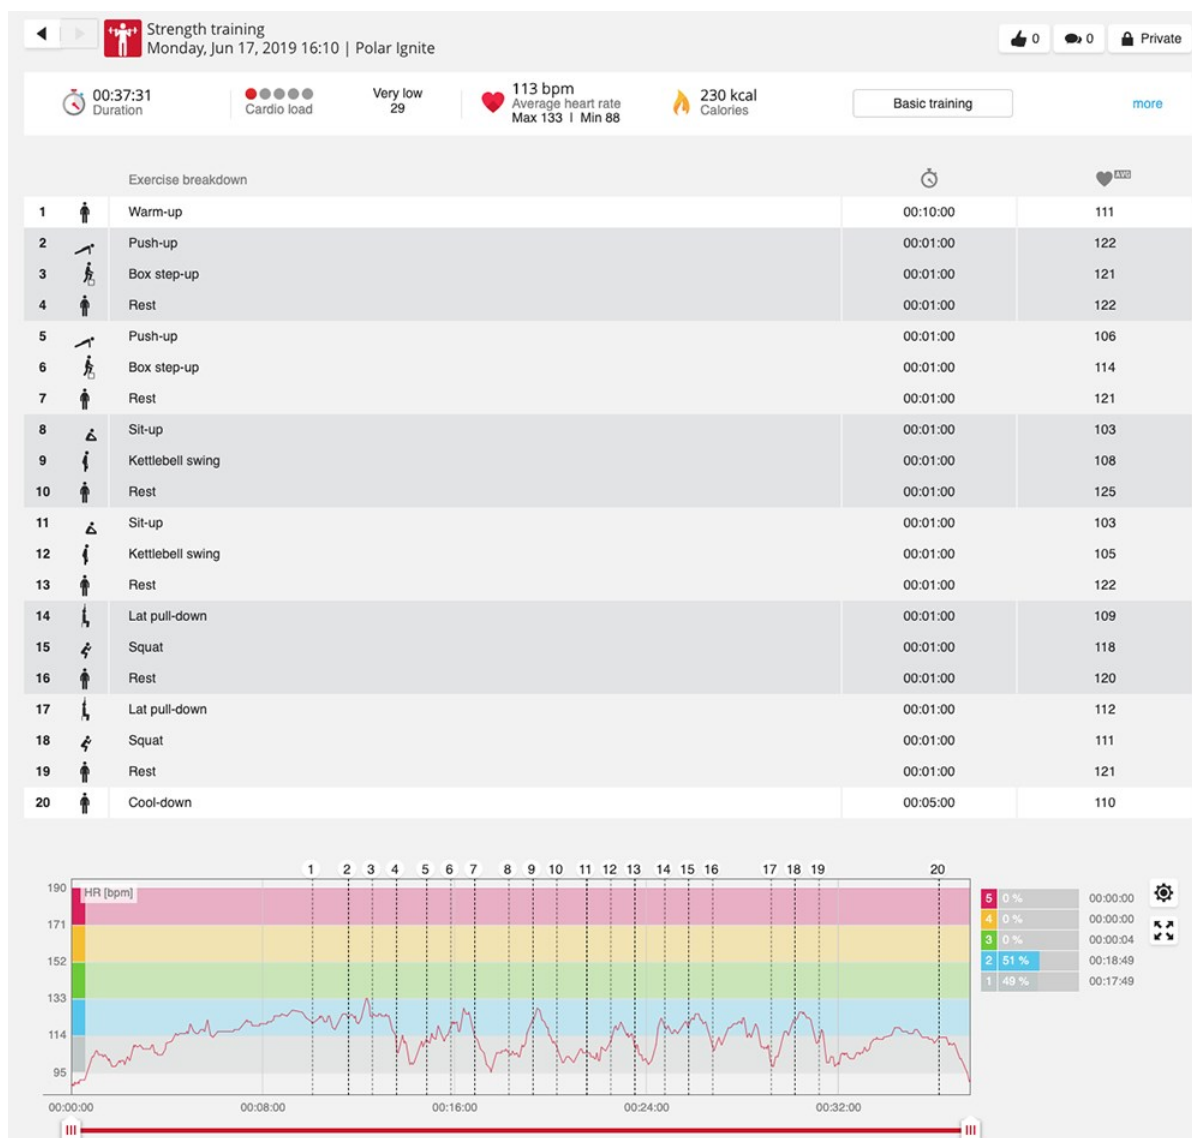 Strength training
Monday, Jun 17, 2019 16:10 | Polar Ignite
0 0 Private
00:37:31
Duration
Cardio load
Very low
29
113 bpm
Average heart rate
Max 133 | Min 88
230 kcal
Calories
Basic training
more
Exercise breakdown AVG
1 Warm-up 00:10:00 111
2 Push-up 00:01:00 122
3 Box step-up 00:01:00 121
4 Rest 00:01:00 122
5 Push-up 00:01:00 106
6 Box step-up 00:01:00 114
7 Rest 00:01:00 121
8 Sit-up 00:01:00 103
9 Kettlebell swing 00:01:00 108
10 Rest 00:01:00 125
11 Sit-up 00:01:00 103
12 Kettlebell swing 00:01:00 105
13 Rest 00:01:00 122
14 Lat pull-down 00:01:00 109
15 Squat 00:01:00 118
16 Rest 00:01:00 120
17 Lat pull-down 00:01:00 112
18 Squat 00:01:00 111
19 Rest 00:01:00 121
20 Cool-down 00:05:00 110
1 2 3 4 5 6 7 8 9 10 11 12 13 14 15 16 17 18 19 20
HR [bpm]
190
171
152
133
114
95
00:00:00 00:08:00 00:16:00 00:24:00 00:32:00
5 0 % 00:00:00
4 0 % 00:00:00
3 0 % 00:00:04
2 51 % 00:18:49
1 49 % 00:17:49